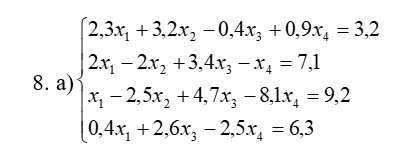 2,3x₁ + 3,2x₂ − 0,4x₃ + 0,9x₄ = 3,2
2x₁ − 2x₂ + 3,4x₃ − x₄ = 7,1
8. a)
x₁ − 2,5x₂ + 4,7x₃ − 8,1x₄ = 9,2
0,4x₁ + 2,6x₃ − 2,5x₄ = 6,3